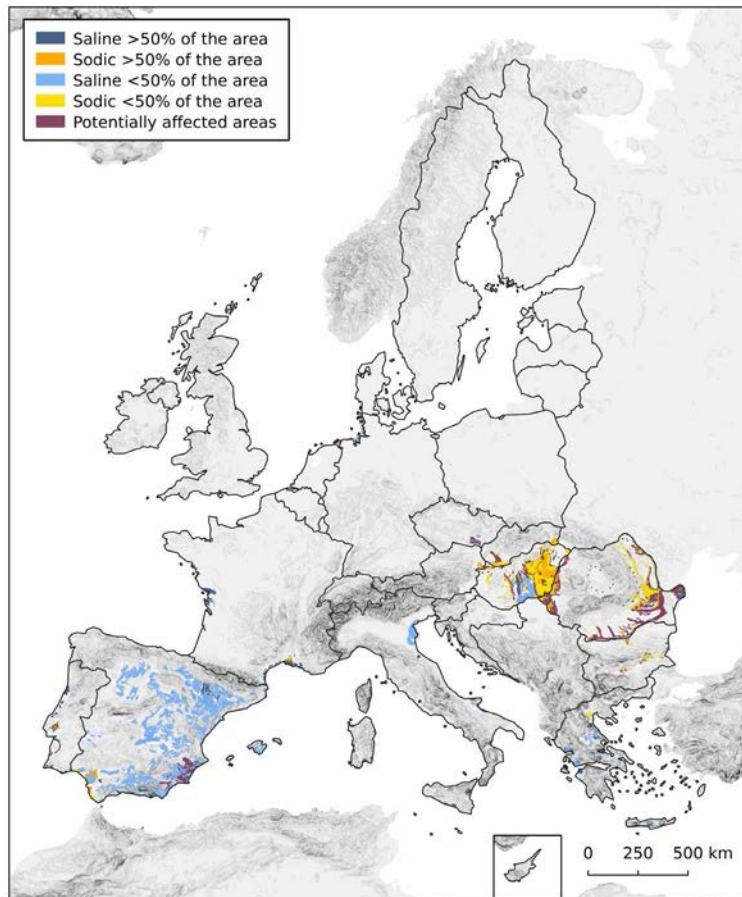 Saline >50% of the area
Sodic >50% of the area
Saline <50% of the area
Sodic <50% of the area
Potentially affected areas
0 250 500 km